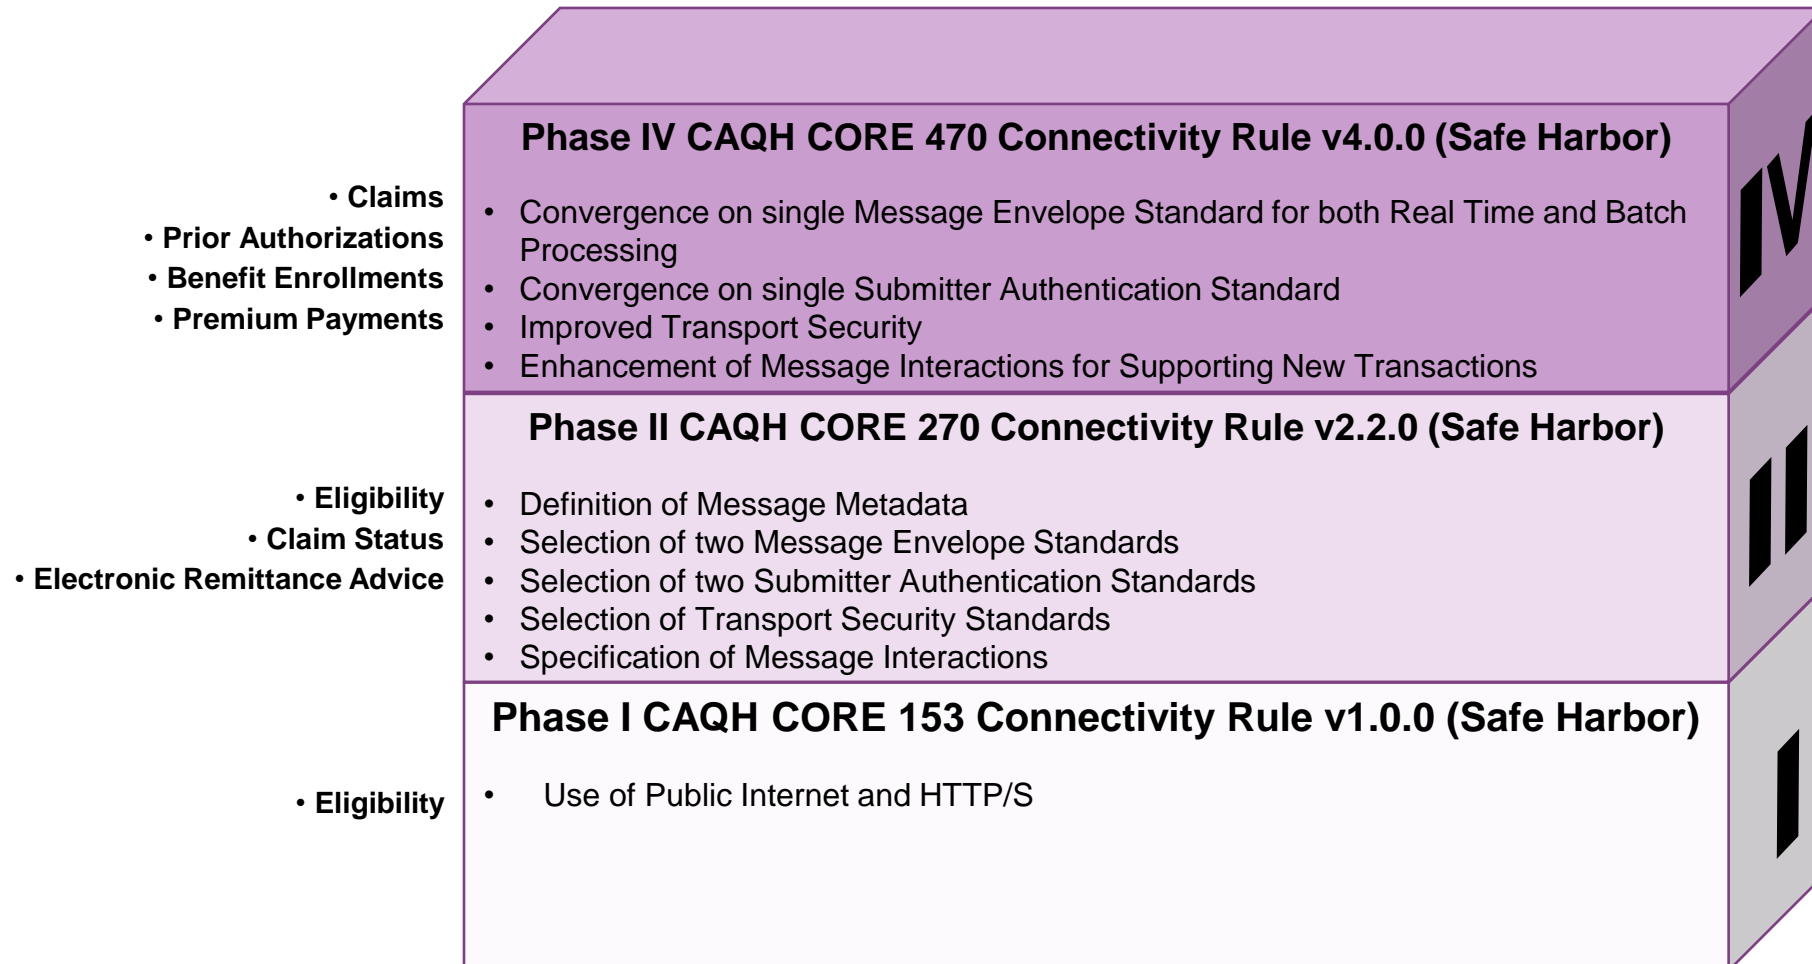 Phase IV CAQH CORE 470 Connectivity Rule v4.0.0 (Safe Harbor)
• Claims
• Prior Authorizations
• Benefit Enrollments
• Premium Payments
• Convergence on single Message Envelope Standard for both Real Time and Batch
Processing
• Convergence on single Submitter Authentication Standard
• Improved Transport Security
• Enhancement of Message Interactions for Supporting New Transactions
IV
Phase II CAQH CORE 270 Connectivity Rule v2.2.0 (Safe Harbor)
• Eligibility
• Claim Status
• Electronic Remittance Advice
• Definition of Message Metadata
• Selection of two Message Envelope Standards
• Selection of two Submitter Authentication Standards
• Selection of Transport Security Standards
• Specification of Message Interactions
II
Phase I CAQH CORE 153 Connectivity Rule v1.0.0 (Safe Harbor)
• Eligibility
• Use of Public Internet and HTTP/S
I